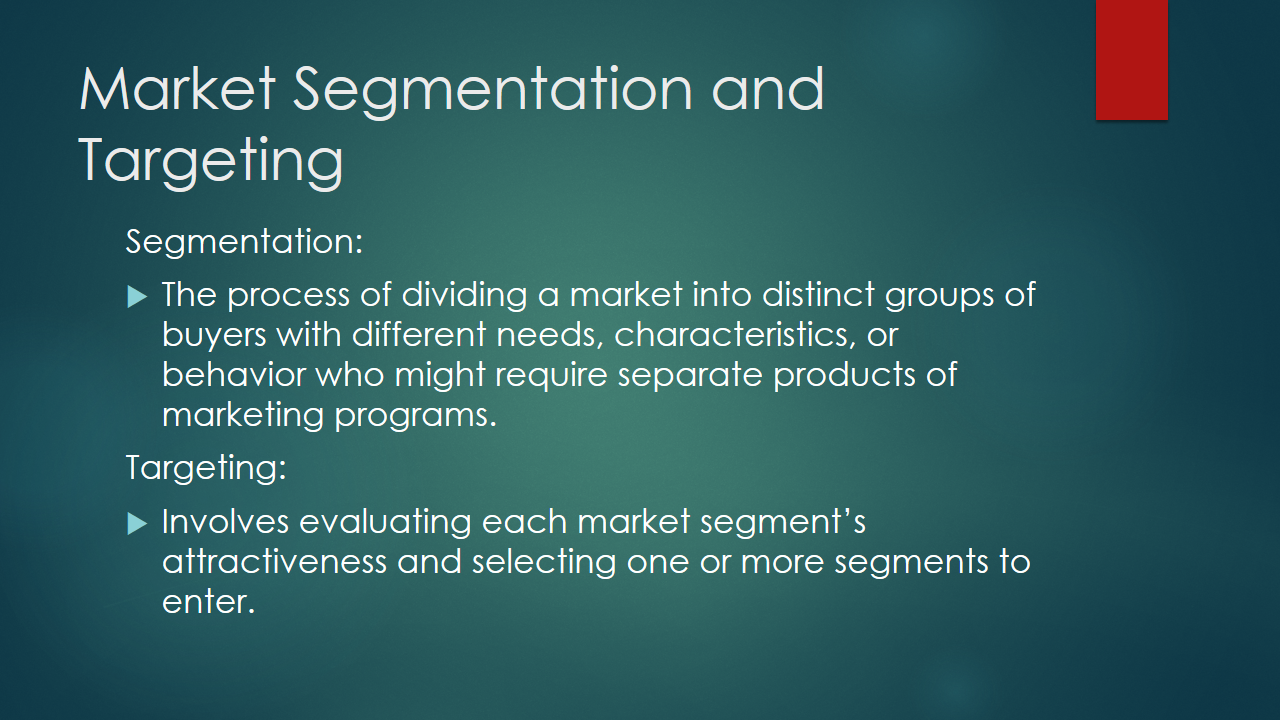 Market Segmentation and
Targeting
Segmentation:
The process of dividing a market into distinct groups of
buyers with different needs, characteristics, or
behavior who might require separate products of
marketing programs.
Targeting:
Involves evaluating each market segment’s
attractiveness and selecting one or more segments to
enter.